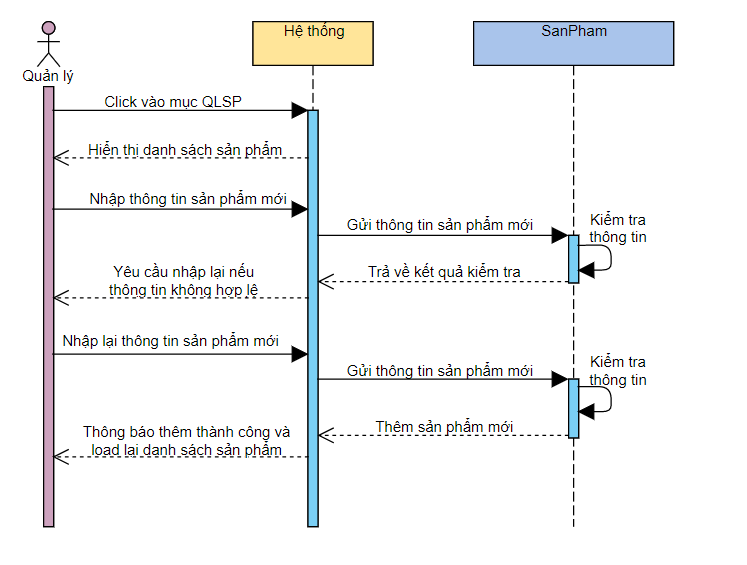 Hệ thống
SanPham
Quản lý
Click vào mục QLSP
Hiển thị danh sách sản phẩm
Nhập thông tin sản phẩm mới
Gửi thông tin sản phẩm mới
Kiểm tra
thông tin
Trả về kết quả kiểm tra
Yêu cầu nhập lại nếu
thông tin không hợp lệ
Nhập lại thông tin sản phẩm mới
Gửi thông tin sản phẩm mới
Kiểm tra
thông tin
Thêm sản phẩm mới
Thông báo thêm thành công và
load lại danh sách sản phẩm